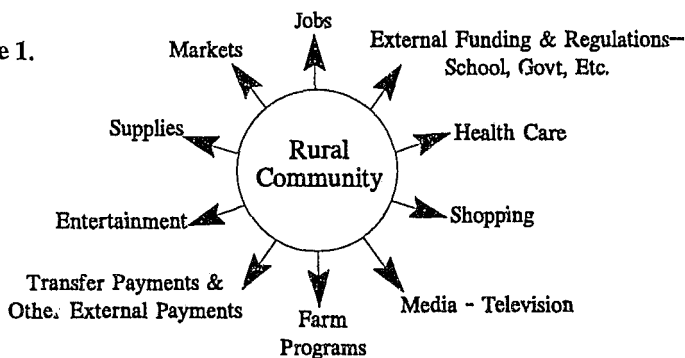 Jobs
e 1.
Markets
External Funding & Regulations—
School, Govt, Etc.
Supplies
Health Care
Rural
Community
Entertainment
Shopping
Transfer Payments &
Othe. External Payments
Media - Television
Farm
Programs